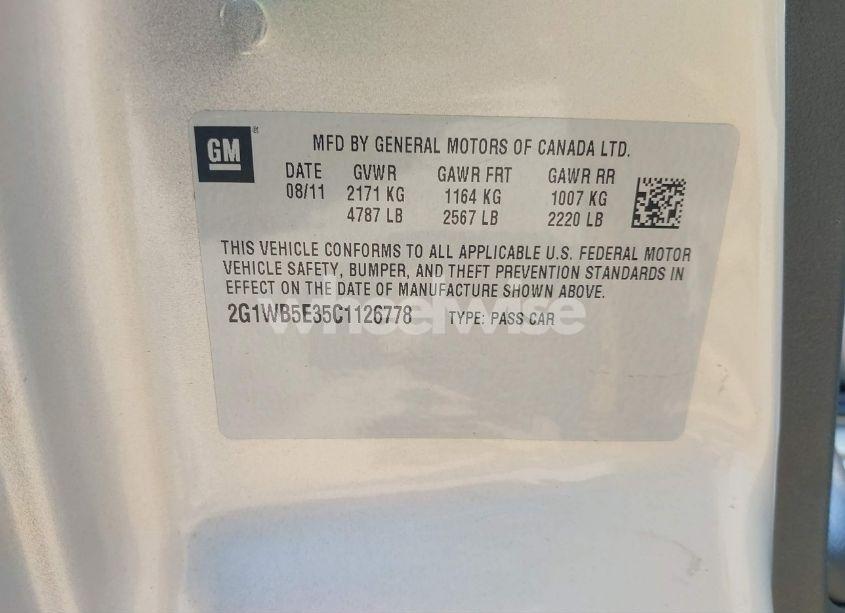 GM®
MFD BY GENERAL MOTORS OF CANADA LTD.
DATE GVWR GAWR FRT GAWR RR
08/11 2171 KG 1164 KG 1007 KG
4787 LB 2567 LB 2220 LB
THIS VEHICLE CONFORMS TO ALL APPLICABLE U.S. FEDERAL MOTOR
VEHICLE SAFETY, BUMPER, AND THEFT PREVENTION STANDARDS IN
EFFECT ON THE DATE OF MANUFACTURE SHOWN ABOVE.
2G1WB5E35C1126778 TYPE: PASS CAR
wheelwise